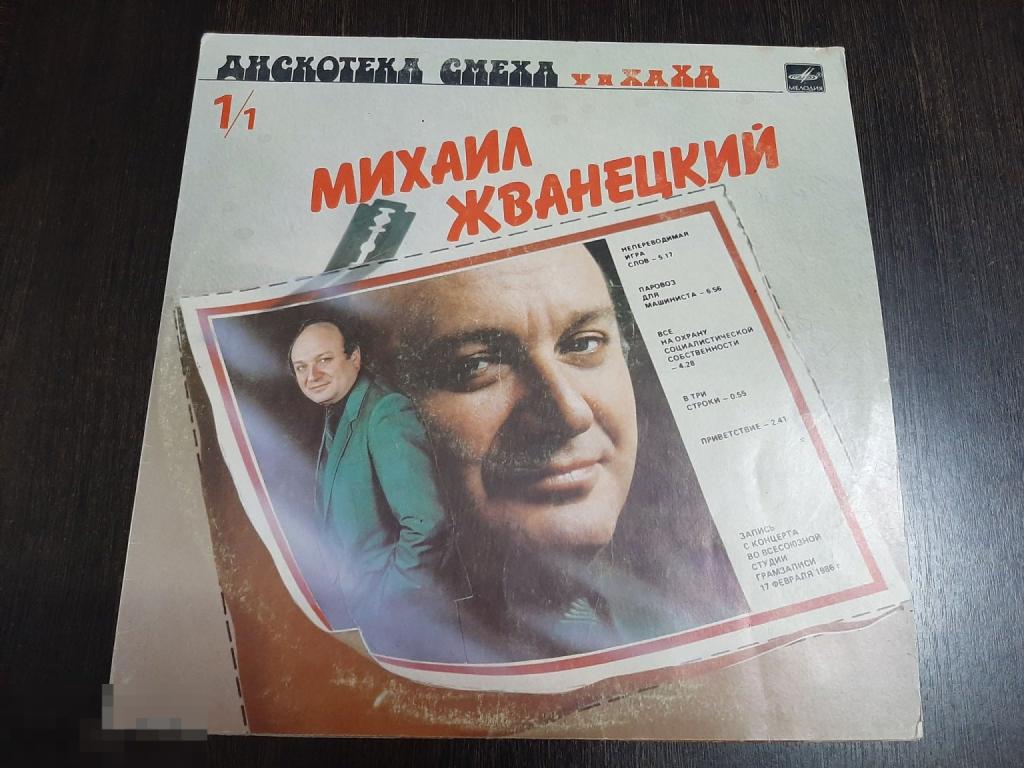 ДИСКОТЕКА СМЕХА УДХАХА
МЕЛОДИЯ
1/1
МИХАИЛ
ЖВАНЕЦКИЙ
НЕПЕРЕВОДИМАЯ
ИГРА
СЛОВ – 5.17
ПАРОВОЗ
ДЛЯ
МАШИНИСТА – 6.56
ВСЕ
НА ОХРАНУ
СОЦИАЛИСТИЧЕСКОЙ
СОБСТВЕННОСТИ
– 4.28
В ТРИ
СТРОКИ – 0.55
ПРИВЕТСТВИЕ – 2.41
ЗАПИСЬ
С КОНЦЕРТА
ВО ВСЕСОЮЗНОЙ
СТУДИИ
ГРАМЗАПИСИ
17 ФЕВРАЛЯ 1986 г.